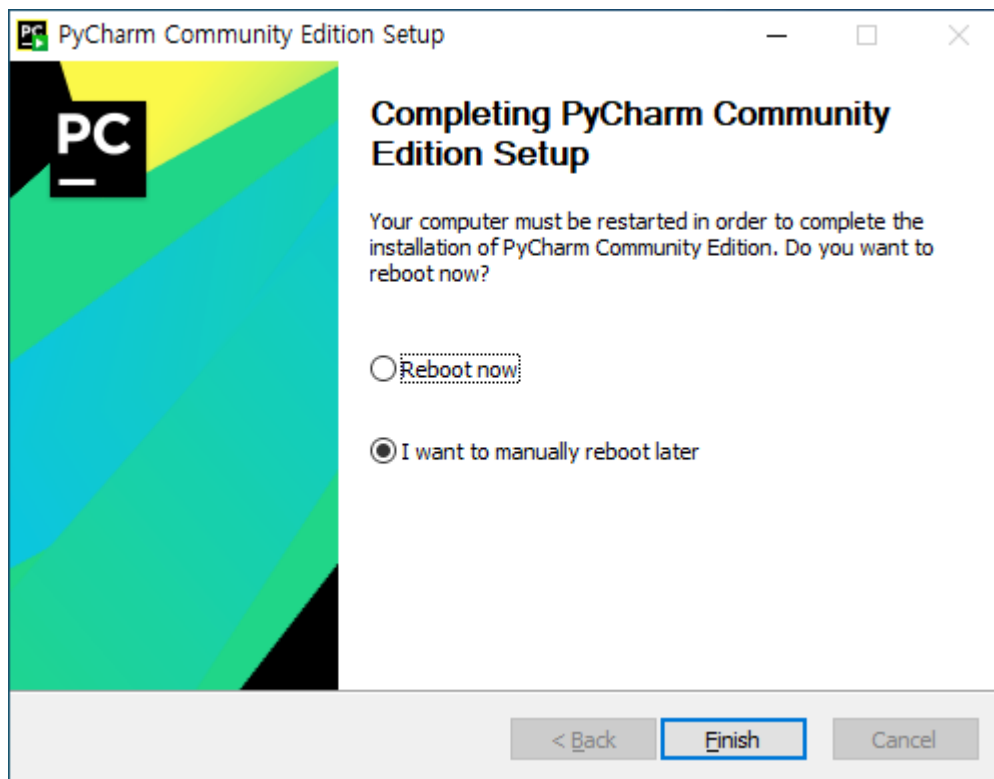 PyCharm Community Edition Setup
PC
Completing PyCharm Community
Edition Setup
Your computer must be restarted in order to complete the
installation of PyCharm Community Edition. Do you want to
reboot now?
Reboot now
I want to manually reboot later
< Back
Finish
Cancel